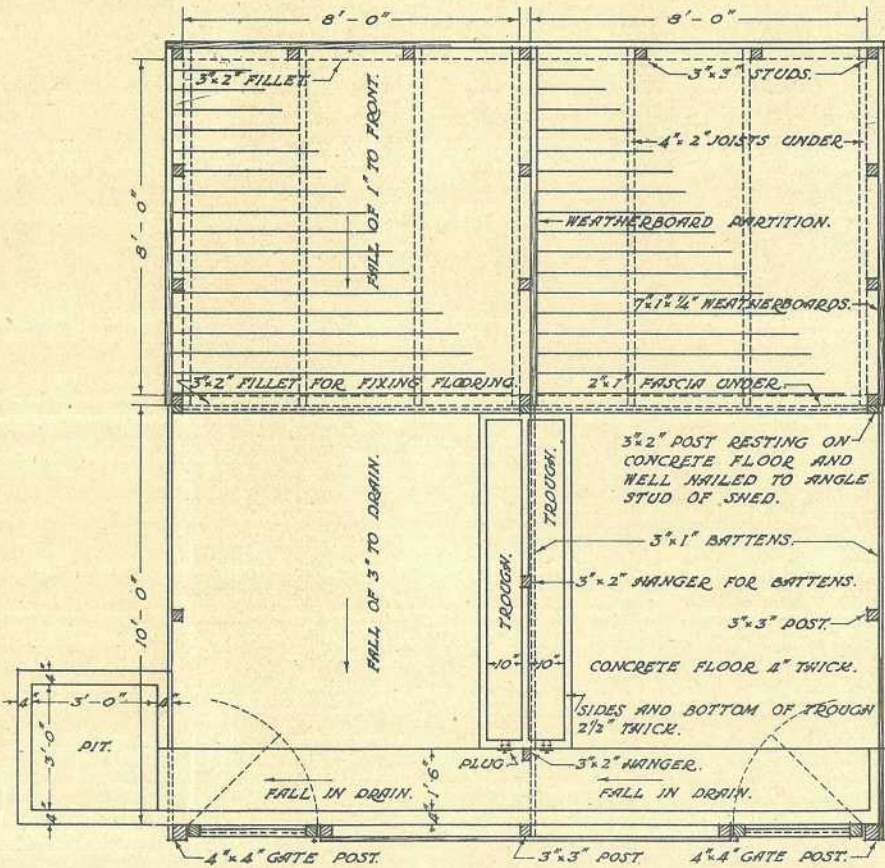 8'-0"
8'-0"
3"x2" FILLET.
FALL OF 1" TO FRONT.
3"x3" STUDS.
4"x2" JOISTS UNDER
8'-0"
WEATHERBOARD PARTITION.
7"x1"x1/4" WEATHERBOARDS.
3"x2" FILLET FOR FIXING FLOORING.
2"x1" FASCIA UNDER.
3"x2" POST RESTING ON
CONCRETE FLOOR AND
WELL NAILED TO ANGLE
STUD OF SHED.
TROUGH.
TROUGH.
FALL OF 3" TO DRAIN.
10'-0"
3"x1" BATTENS.
3"x2" HANGER FOR BATTENS.
3"x3" POST.
10"
10"
CONCRETE FLOOR 4" THICK.
SIDES AND BOTTOM OF TROUGH
2 1/2" THICK.
4"
4"
3'-0"
4"
3'-0"
PIT.
4"
PLUG
3"x2" HANGER.
FALL IN DRAIN.
4"
1'-6"
FALL IN DRAIN.
4"x4" GATE POST.
3"x3" POST.
4"x4" GATE POST.